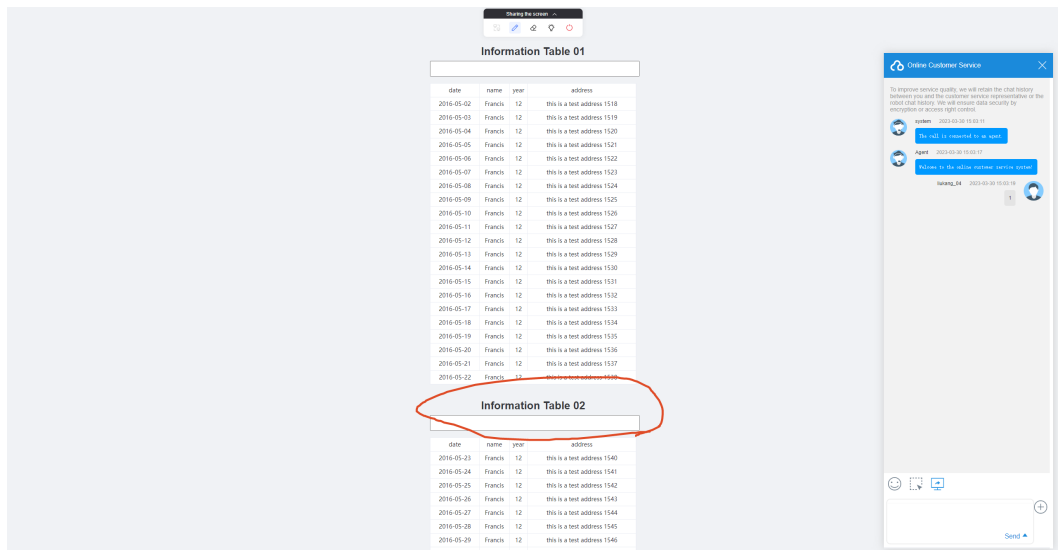 Sharing the screen
Information Table 01
date name year address
2016-05-02 Francis 12 this is a test address 1518
2016-05-03 Francis 12 this is a test address 1519
2016-05-04 Francis 12 this is a test address 1520
2016-05-05 Francis 12 this is a test address 1521
2016-05-06 Francis 12 this is a test address 1522
2016-05-07 Francis 12 this is a test address 1523
2016-05-08 Francis 12 this is a test address 1524
2016-05-09 Francis 12 this is a test address 1525
2016-05-10 Francis 12 this is a test address 1526
2016-05-11 Francis 12 this is a test address 1527
2016-05-12 Francis 12 this is a test address 1528
2016-05-13 Francis 12 this is a test address 1529
2016-05-14 Francis 12 this is a test address 1530
2016-05-15 Francis 12 this is a test address 1531
2016-05-16 Francis 12 this is a test address 1532
2016-05-17 Francis 12 this is a test address 1533
2016-05-18 Francis 12 this is a test address 1534
2016-05-19 Francis 12 this is a test address 1535
2016-05-20 Francis 12 this is a test address 1536
2016-05-21 Francis 12 this is a test address 1537
2016-05-22 Francis 12 this is a test address 1538
Information Table 02
date name year address
2016-05-23 Francis 12 this is a test address 1540
2016-05-24 Francis 12 this is a test address 1541
2016-05-25 Francis 12 this is a test address 1542
2016-05-26 Francis 12 this is a test address 1543
2016-05-27 Francis 12 this is a test address 1544
2016-05-28 Francis 12 this is a test address 1545
2016-05-29 Francis 12 this is a test address 1546
Online Customer Service
To improve service quality, we will retain the chat history
between you and the customer service representative or the
robot chat history. We will ensure data security by
encryption or access right control.
system 2023-03-30 15:03:11
The call is connected to an agent.
Agent 2023-03-30 15:03:17
Welcome to the online customer service system!
liukang_04 2023-03-30 15:03:19
1
Send